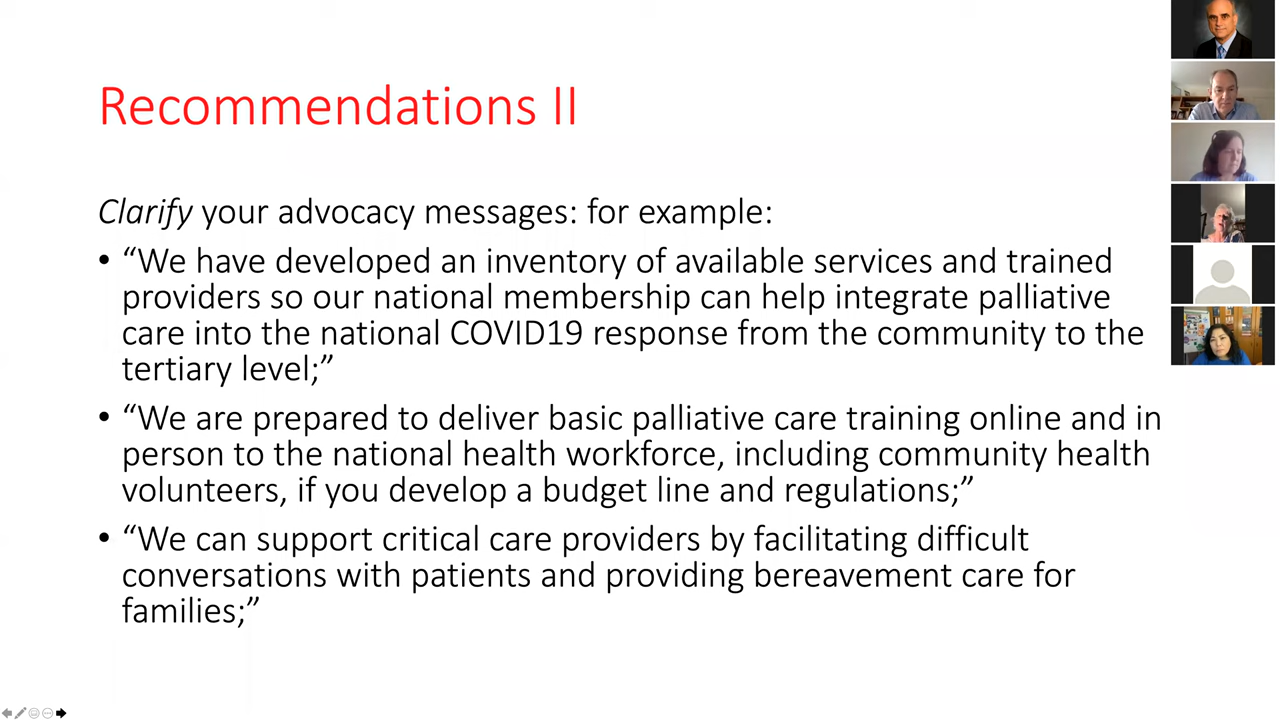 Recommendations II
Clarify your advocacy messages: for example:
• “We have developed an inventory of available services and trained
providers so our national membership can help integrate palliative
care into the national COVID19 response from the community to the
tertiary level;”
• “We are prepared to deliver basic palliative care training online and in
person to the national health workforce, including community health
volunteers, if you develop a budget line and regulations;”
• “We can support critical care providers by facilitating difficult
conversations with patients and providing bereavement care for
families;”